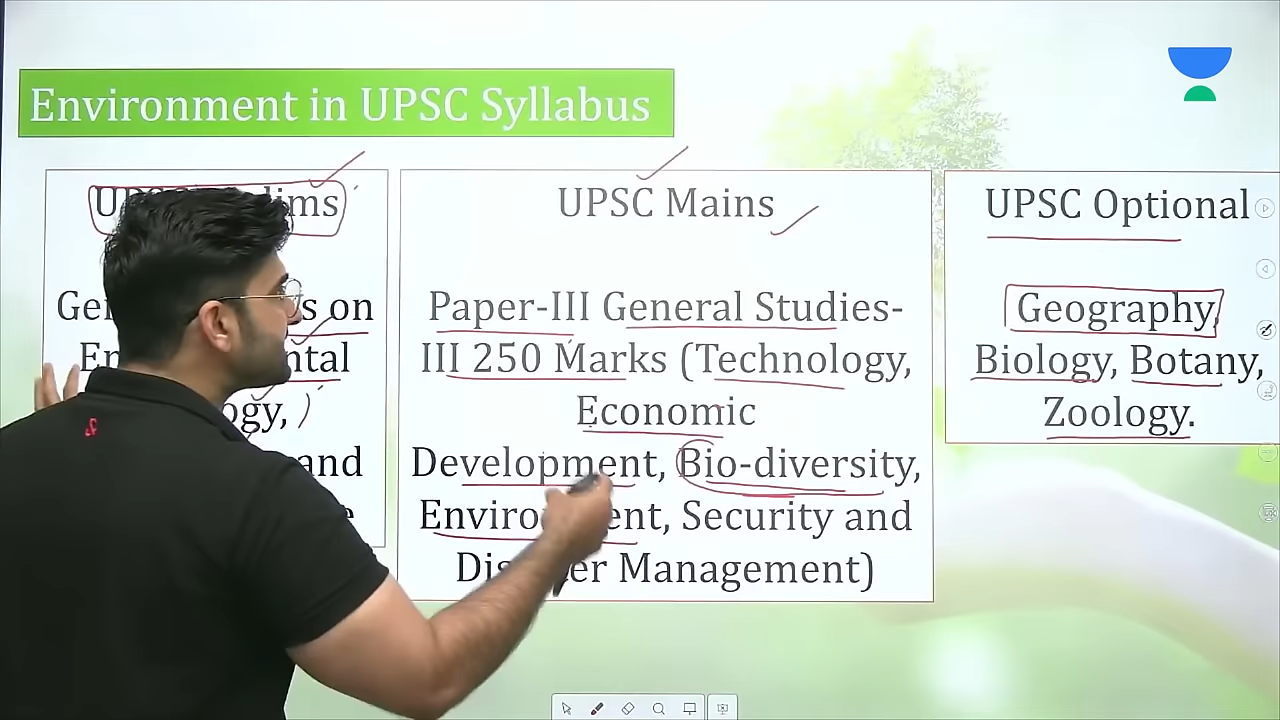 Environment in UPSC Syllabus
UPSC Mains
Paper-III General Studies-
III 250 Marks (Technology,
Economic
Development, Bio-diversity,
Security and
Management)
UPSC Optional
Geography,
Biology, Botany,
Zoology.
on
and